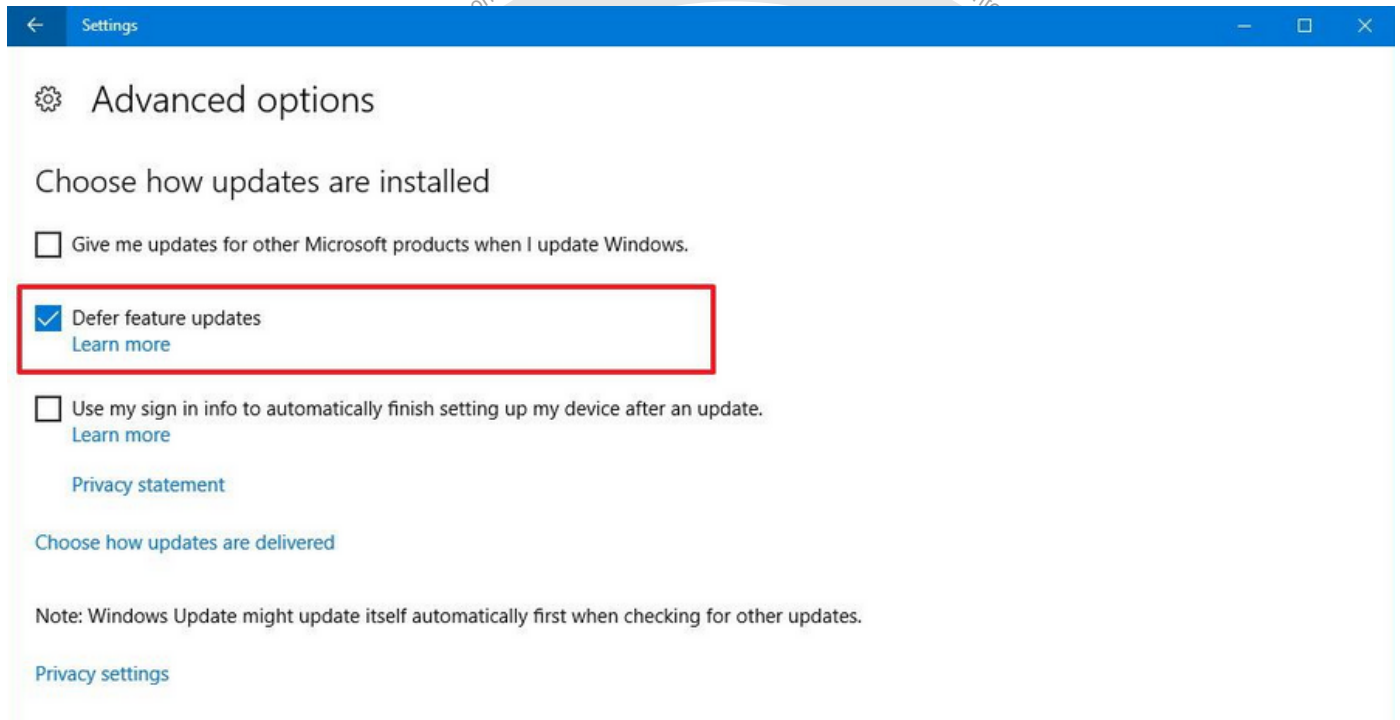 Settings
Advanced options
Choose how updates are installed
Give me updates for other Microsoft products when I update Windows.
Defer feature updates
Learn more
Use my sign in info to automatically finish setting up my device after an update.
Learn more
Privacy statement
Choose how updates are delivered
Note: Windows Update might update itself automatically first when checking for other updates.
Privacy settings